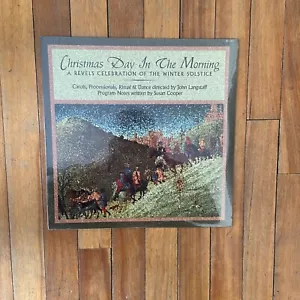 Christmas Day In The Morning
A REVELS CELEBRATION OF THE WINTER SOLSTICE
Carols, Processionals, Ritual & Dance directed by John Langstaff
Program Notes written by Susan Cooper